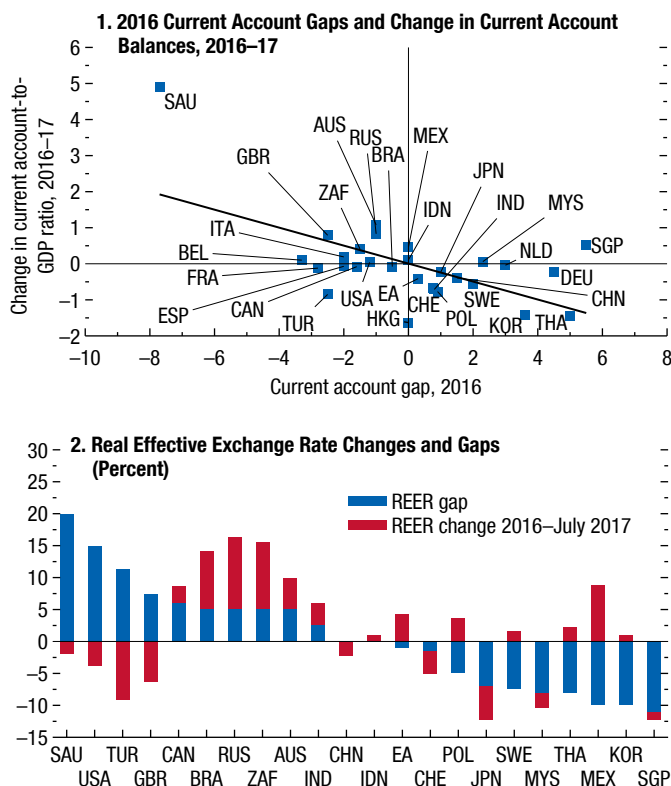 1. 2016 Current Account Gaps and Change in Current Account
Balances, 2016–17
Change in current account-to-
GDP ratio, 2016–17
6
5
4
3
2
1
0
−1
−2
SAU
AUS
RUS
BRA
MEX
GBR
JPN
ZAF
IDN
IND
MYS
ITA
NLD
SGP
BEL
FRA
DEU
ESP
CAN
USA
EA
CHE
SWE
CHN
TUR
HKG
POL
KOR
THA
−10
−8
−6
−4
−2
0
2
4
6
8
Current account gap, 2016
2. Real Effective Exchange Rate Changes and Gaps
(Percent)
REER gap
REER change 2016–July 2017
30
25
20
15
10
5
0
−5
−10
−15
SAU TUR CAN RUS AUS CHN EA POL SWE THA KOR
USA GBR BRA ZAF IND IDN CHE JPN MYS MEX SGP